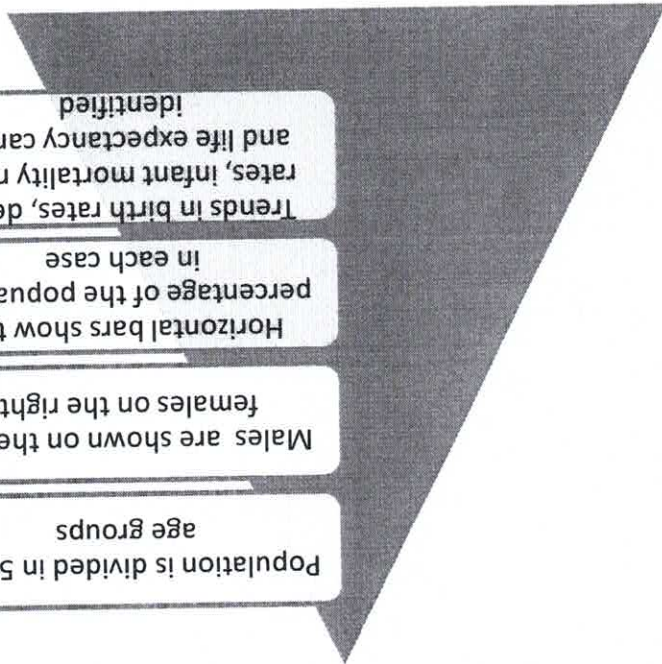 Population is divided in 5
age groups
Males are shown on the
females on the right
Horizontal bars show
percentage of the
in each case
Trends in birth rates,
rates, infant mortality
and life expectancy
identified